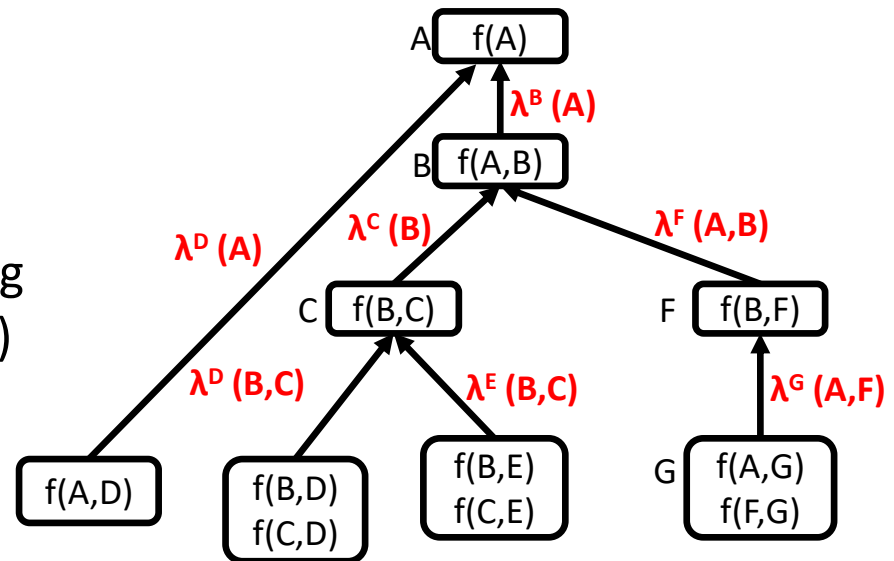 A f(A)
λᴮ (A)
B f(A,B)
λᴰ (A)
λᶜ (B)
λᶠ (A,B)
g
)
C f(B,C)
F f(B,F)
λᴰ (B,C)
λᴱ (B,C)
λᴳ (A,F)
f(A,D)
f(B,D)
f(C,D)
f(B,E)
f(C,E)
G f(A,G)
f(F,G)